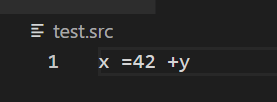 test.src
1 x =42 +y